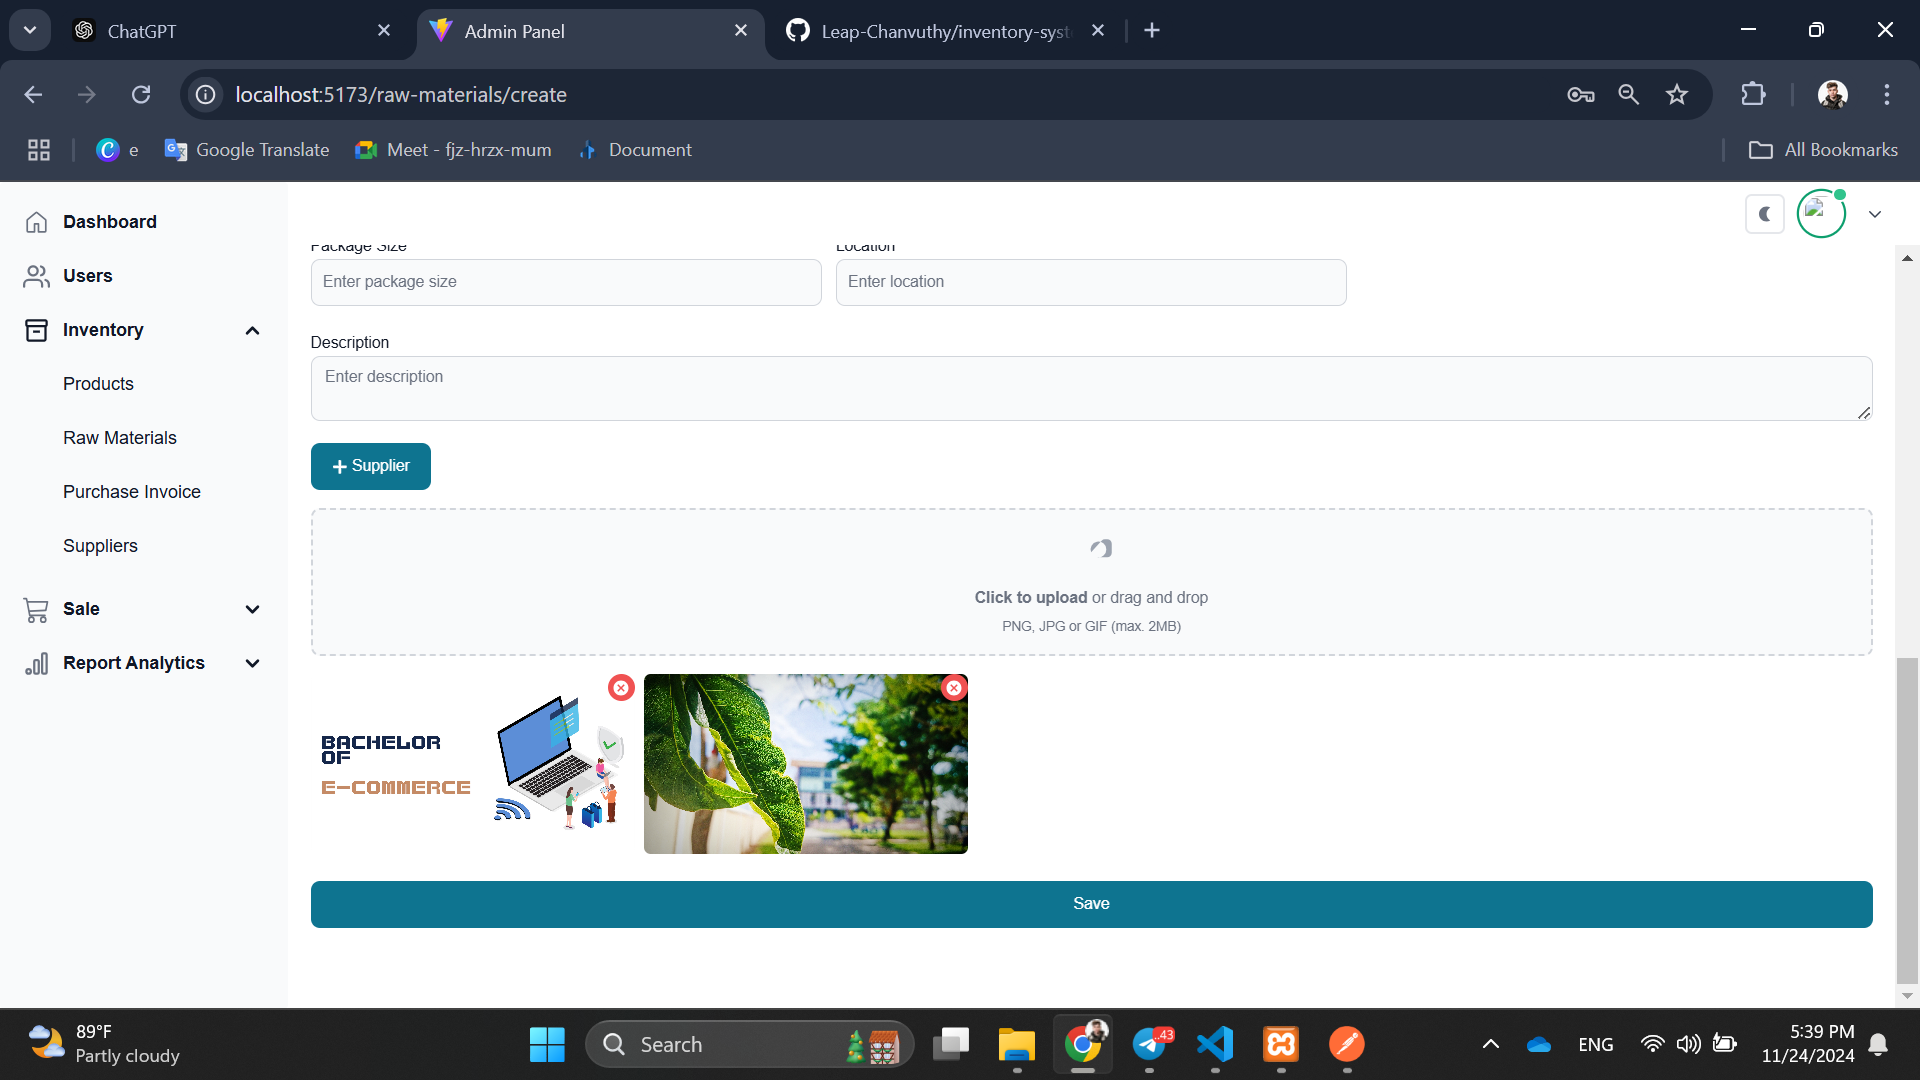 ChatGPT
Admin Panel
Leap-Chanvuthy/inventory-syst
localhost:5173/raw-materials/create
e
Google Translate
Meet - fjz-hrzx-mum
Document
All Bookmarks
Dashboard
Users
Inventory
Products
Raw Materials
Purchase Invoice
Suppliers
Sale
Report Analytics
Package Size
Location
Enter package size
Enter location
Description
Enter description
+ Supplier
Click to upload or drag and drop
PNG, JPG or GIF (max. 2MB)
BACHELOR
OF
E-COMMERCE
Save
89°F
Partly cloudy
Search
..43
ENG
5:39 PM
11/24/2024